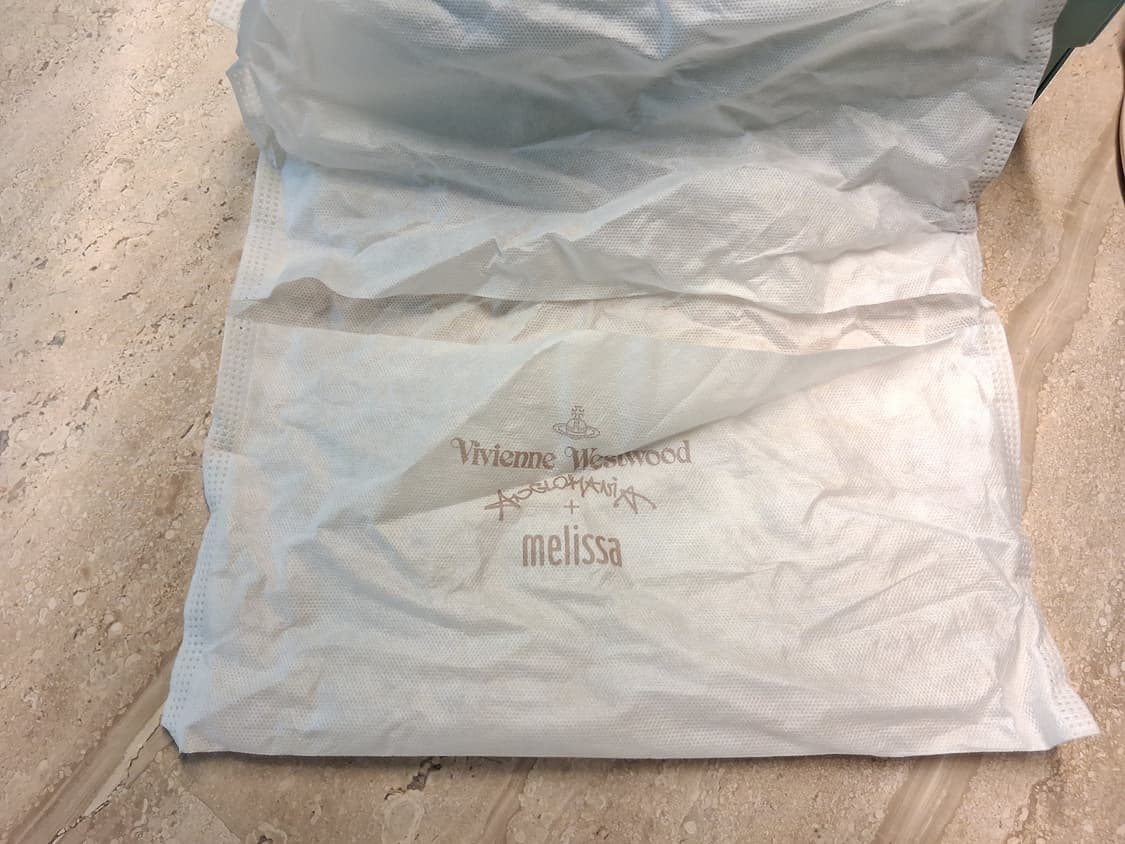 Vivienne Westwood
ANGLOMANIA
+
melissa